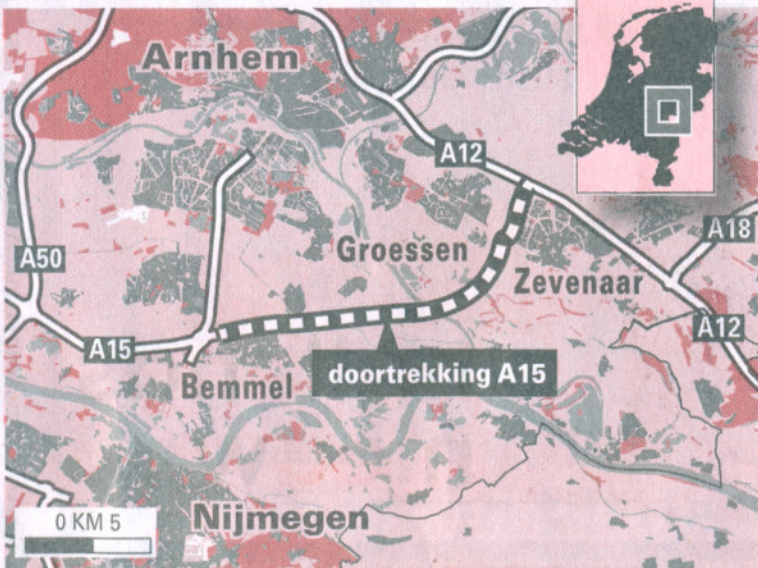 Arnhem
A12
A18
Groessen
A50
Zevenaar
A12
A15
doortrekking A15
Bemmel
0 KM 5
Nijmegen